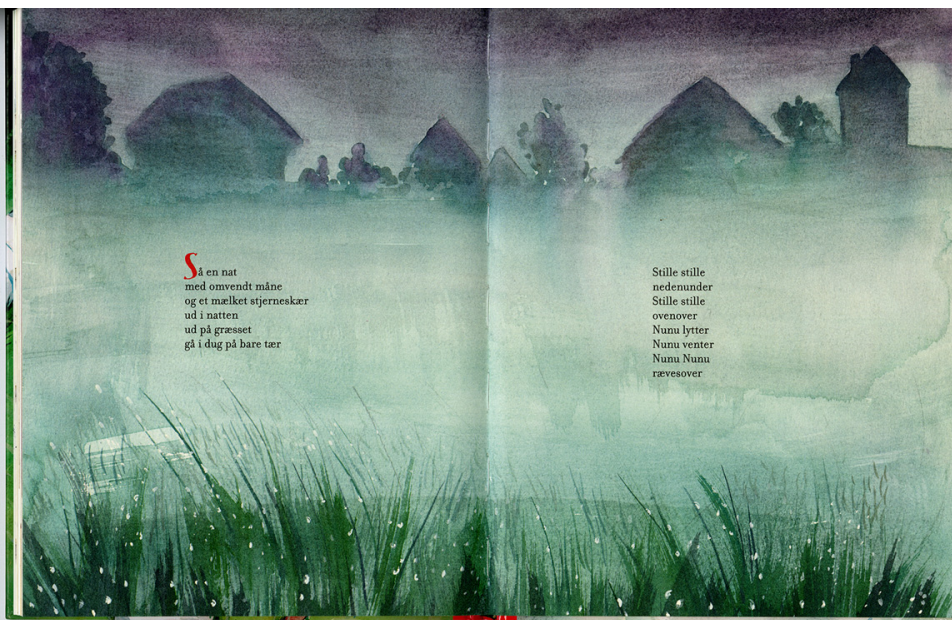 Så en nat
med omvendt måne
og et mælket stjerneskær
ud i natten
ud på græsset
gå i dug på bare tær
Stille stille
nedenunder
Stille stille
ovenover
Nunu lytter
Nunu venter
Nunu Nunu
rævesover